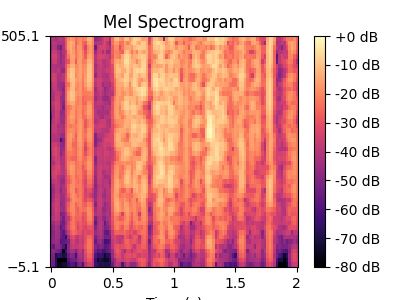 Mel Spectrogram
505.1
-5.1
0
0.5
1
1.5
2
+0 dB
-10 dB
-20 dB
-30 dB
-40 dB
-50 dB
-60 dB
-70 dB
-80 dB